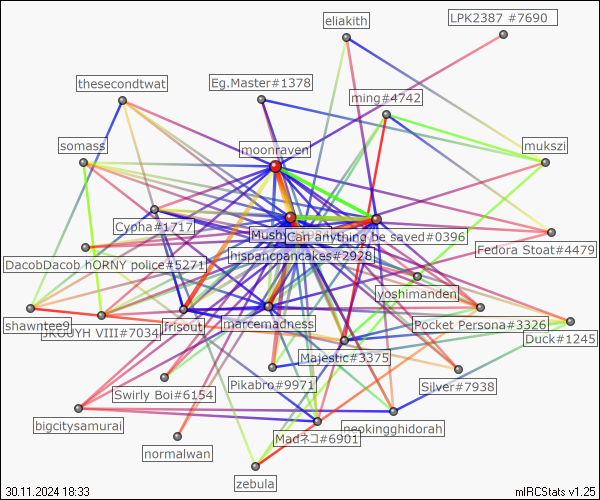 eliakith
LPK2387 #7690
thesecondtwat
Eg.Master#1378
ming#4742
somass
moonraven
mukszi
Cypha#1717
Mush
Can anything be saved#0396
Fedora Stoat#4479
hispancpancakes#2928
DacobDacob hORNY police#5271
yoshimanden
shawntee9
JKGUYH VIII#7034
frisout
marcemadness
Pocket Persona#3326
Duck#1245
Majestic#3375
Swirly Boi#6154
Pikabro#9971
Silver#7938
bigcitysamurai
Madネコ#6901
neokingghidorah
normalwan
zebula
30.11.2024 18:33
mIRCStats v1.25